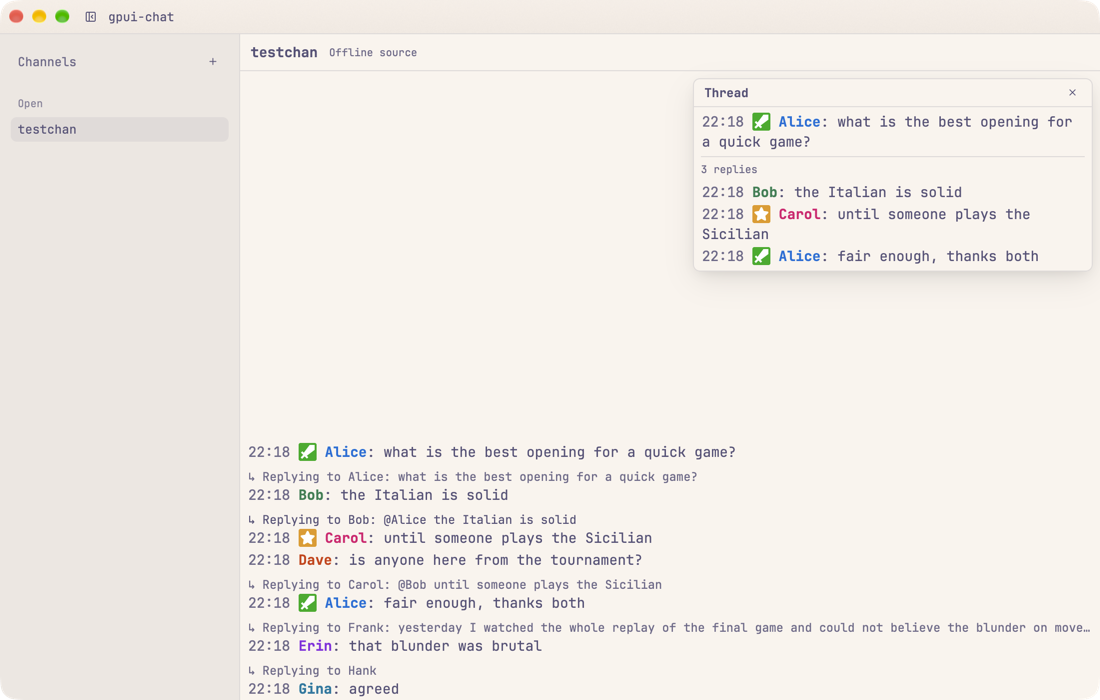 gpui-chat
Channels +
Open
testchan
testchan Offline source
Thread ×
22:18 Alice: what is the best opening for
a quick game?
3 replies
22:18 Bob: the Italian is solid
22:18 Carol: until someone plays the
Sicilian
22:18 Alice: fair enough, thanks both
22:18 Alice: what is the best opening for a quick game?
↳ Replying to Alice: what is the best opening for a quick game?
22:18 Bob: the Italian is solid
↳ Replying to Bob: @Alice the Italian is solid
22:18 Carol: until someone plays the Sicilian
22:18 Dave: is anyone here from the tournament?
↳ Replying to Carol: @Bob until someone plays the Sicilian
22:18 Alice: fair enough, thanks both
↳ Replying to Frank: yesterday I watched the whole replay of the final game and could not believe the blunder on move…
22:18 Erin: that blunder was brutal
↳ Replying to Hank
22:18 Gina: agreed